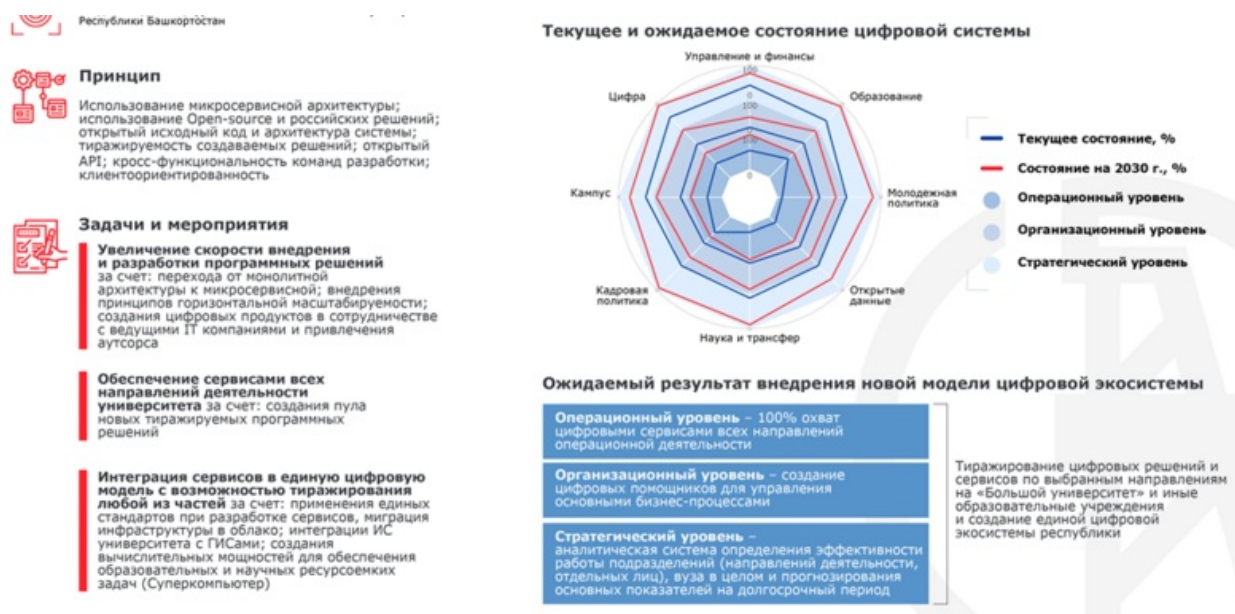 Республики Башкортостан
Принцип
Использование микросервисной архитектуры;
использование Open-source и российских решений;
открытый исходный код и архитектура системы;
тиражируемость создаваемых решений; открытый
API; кросс-функциональность команд разработки;
клиентоориентированность
Задачи и мероприятия
Увеличение скорости внедрения
и разработки программных решений
за счет: перехода от монолитной
архитектуры к микросервисной; внедрения
принципов горизонтальной масштабируемости;
создания цифровых продуктов в сотрудничестве
с ведущими IT компаниями и привлечения
аутсорса
Обеспечение сервисами всех
направлений деятельности
университета за счет: создания пула
новых тиражируемых программных
решений
Интеграция сервисов в единую цифровую
модель с возможностью тиражирования
любой из частей за счет: применения единых
стандартов при разработке сервисов, миграция
инфраструктуры в облако; интеграции ИС
университета с ГИСами; создания
вычислительных мощностей для обеспечения
образовательных и научных ресурсоемких
задач (Суперкомпьютер)
Текущее и ожидаемое состояние цифровой системы
Управление и финансы
100
Цифра
Образование
0
100
100
0
Кампус
Молодежная
политика
Кадровая
политика
Открытые
данные
Наука и трансфер
Текущее состояние, %
Состояние на 2030 г., %
Операционный уровень
Организационный уровень
Стратегический уровень
Ожидаемый результат внедрения новой модели цифровой экосистемы
Операционный уровень – 100% охват
цифровыми сервисами всех направлений
операционной деятельности
Организационный уровень – создание
цифровых помощников для управления
основными бизнес-процессами
Стратегический уровень –
аналитическая система определения эффективности
работы подразделений (направлений деятельности,
отдельных лиц), вуза в целом и прогнозирования
основных показателей на долгосрочный период
Тиражирование цифровых решений и
сервисов по выбранным направлениям
на «Большой университет» и иные
образовательные учреждения
и создание единой цифровой
экосистемы республики